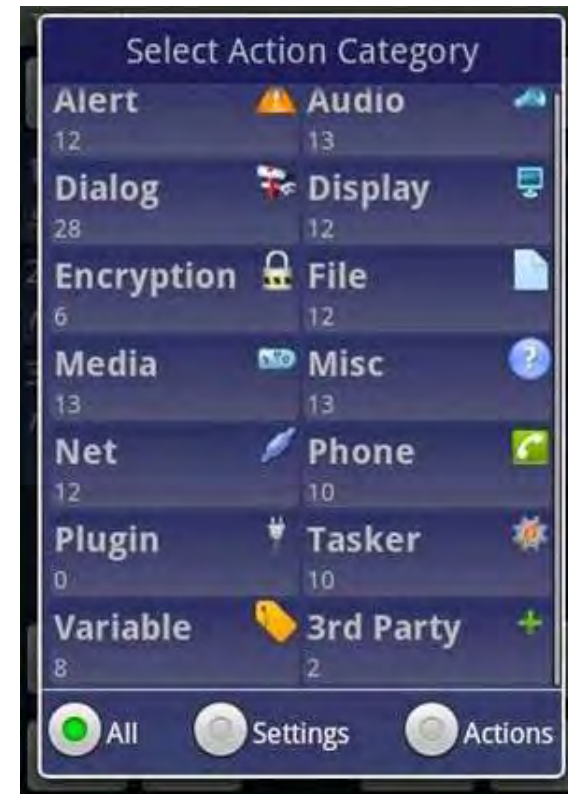 Select Action Category
Alert Audio
12 13
Dialog Display
28 12
Encryption File
6 12
Media Misc
13 13
Net Phone
12 10
Plugin Tasker
0 10
Variable 3rd Party
8 2
All Settings Actions